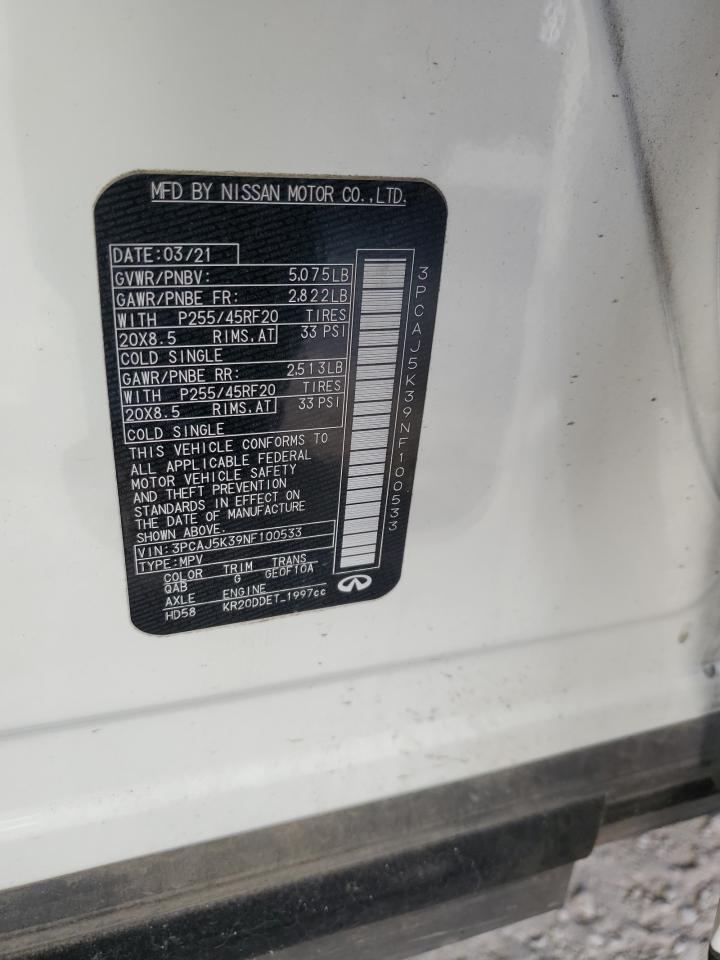 MFD BY NISSAN MOTOR CO.,LTD.
DATE:03/21
GVWR/PNBV: 5,075LB
GAWR/PNBE FR: 2,822LB
WITH P255/45RF20 TIRES
20X8.5 RIMS,AT 33 PSI
COLD SINGLE
GAWR/PNBE RR: 2,513LB
WITH P255/45RF20 TIRES
20X8.5 RIMS,AT 33 PSI
COLD SINGLE
THIS VEHICLE CONFORMS TO
ALL APPLICABLE FEDERAL
MOTOR VEHICLE SAFETY
AND THEFT PREVENTION
STANDARDS IN EFFECT ON
THE DATE OF MANUFACTURE
SHOWN ABOVE.
VIN:3PCAJ5K39NF100533
TYPE:MPV
COLOR TRIM TRANS
QAB G GE0F10A
AXLE ENGINE
HD58 KR20DDET-1997cc
3PCAJ5K39NF100533